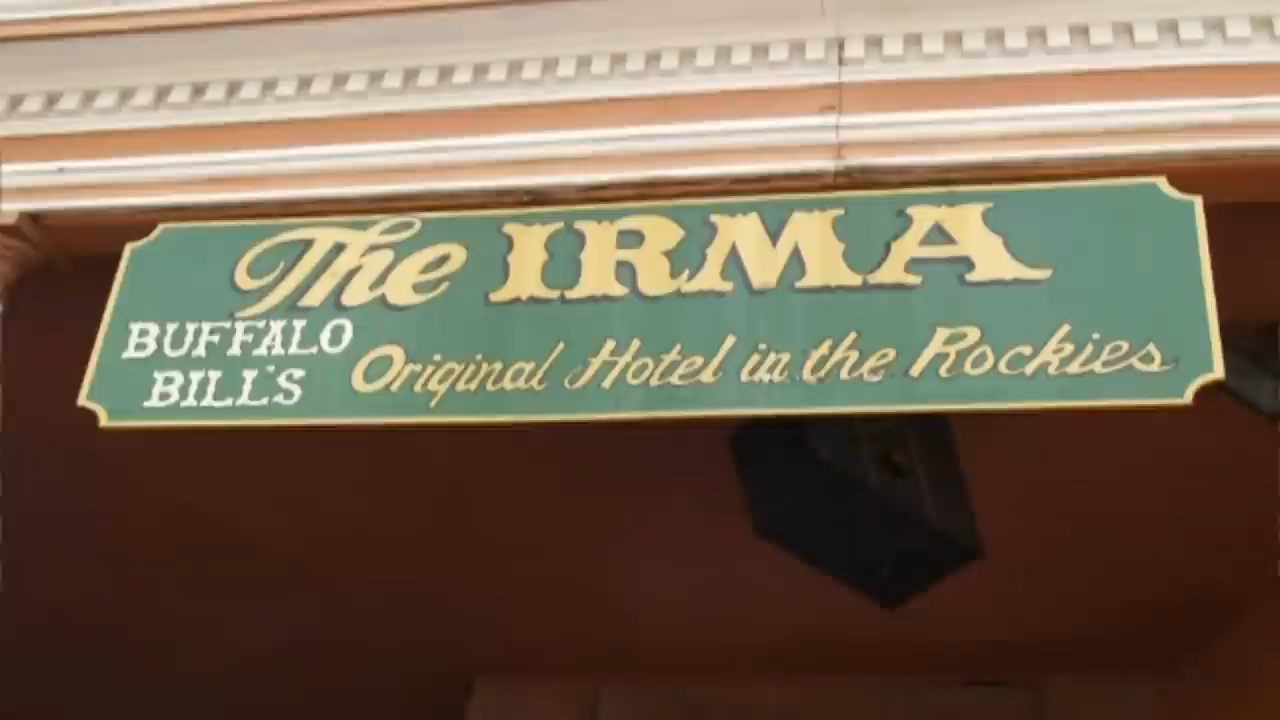 The IRMA
BUFFALO
BILL'S
Original Hotel in the Rockies